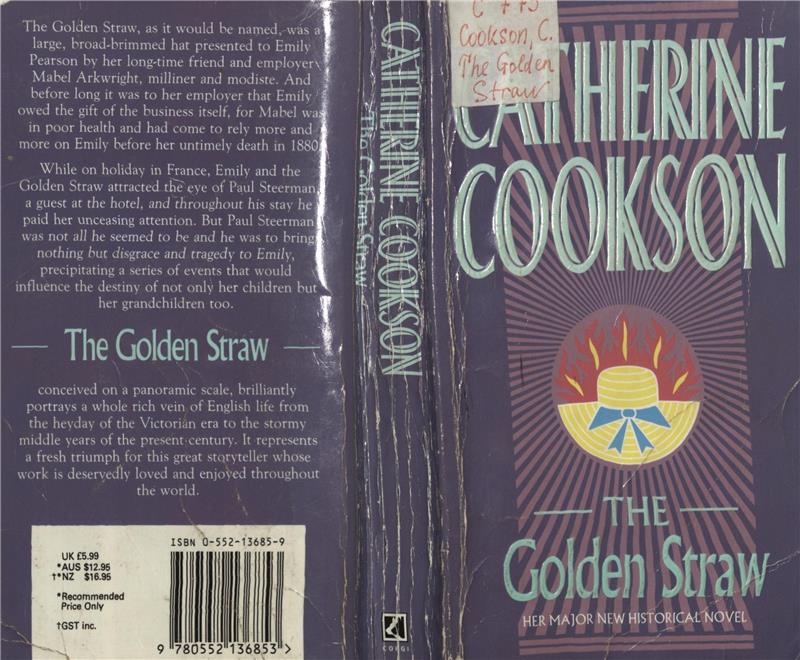 The Golden Straw, as it would be named, was a
large, broad-brimmed hat presented to Emily
Pearson by her long-time friend and employer
Mabel Arkwright, milliner and modiste. And
before long it was to her employer that Emily
owed the gift of the business itself, for Mabel was
in poor health and had come to rely more and
more on Emily before her untimely death in 1880
While on holiday in France, Emily and the
Golden Straw attracted the eye of Paul Steerman,
a guest at the hotel, and throughout his stay he
paid her unceasing attention. But Paul Steerman
was not all he seemed to be and he was to bring
nothing but disgrace and tragedy to Emily,
precipitating a series of events that would
influence the destiny of not only her children but
her grandchildren too.
The Golden Straw
conceived on a panoramic scale, brilliantly
portrays a whole rich vein of English life from
the heyday of the Victorian era to the stormy
middle years of the present century. It represents
a fresh triumph for this great storyteller whose
work is deservedly loved and enjoyed throughout
the world.
UK £5.99
*AUS $12.95
†*NZ $16.95
*Recommended
Price Only
†GST inc.
ISBN 0-552-13685-9
9 780552 136853 >
CATHERINE COOKSON
The Golden Straw
CORGI
Cookson, C.
The Golden
Straw
CATHERINE
COOKSON
THE
Golden Straw
HER MAJOR NEW HISTORICAL NOVEL